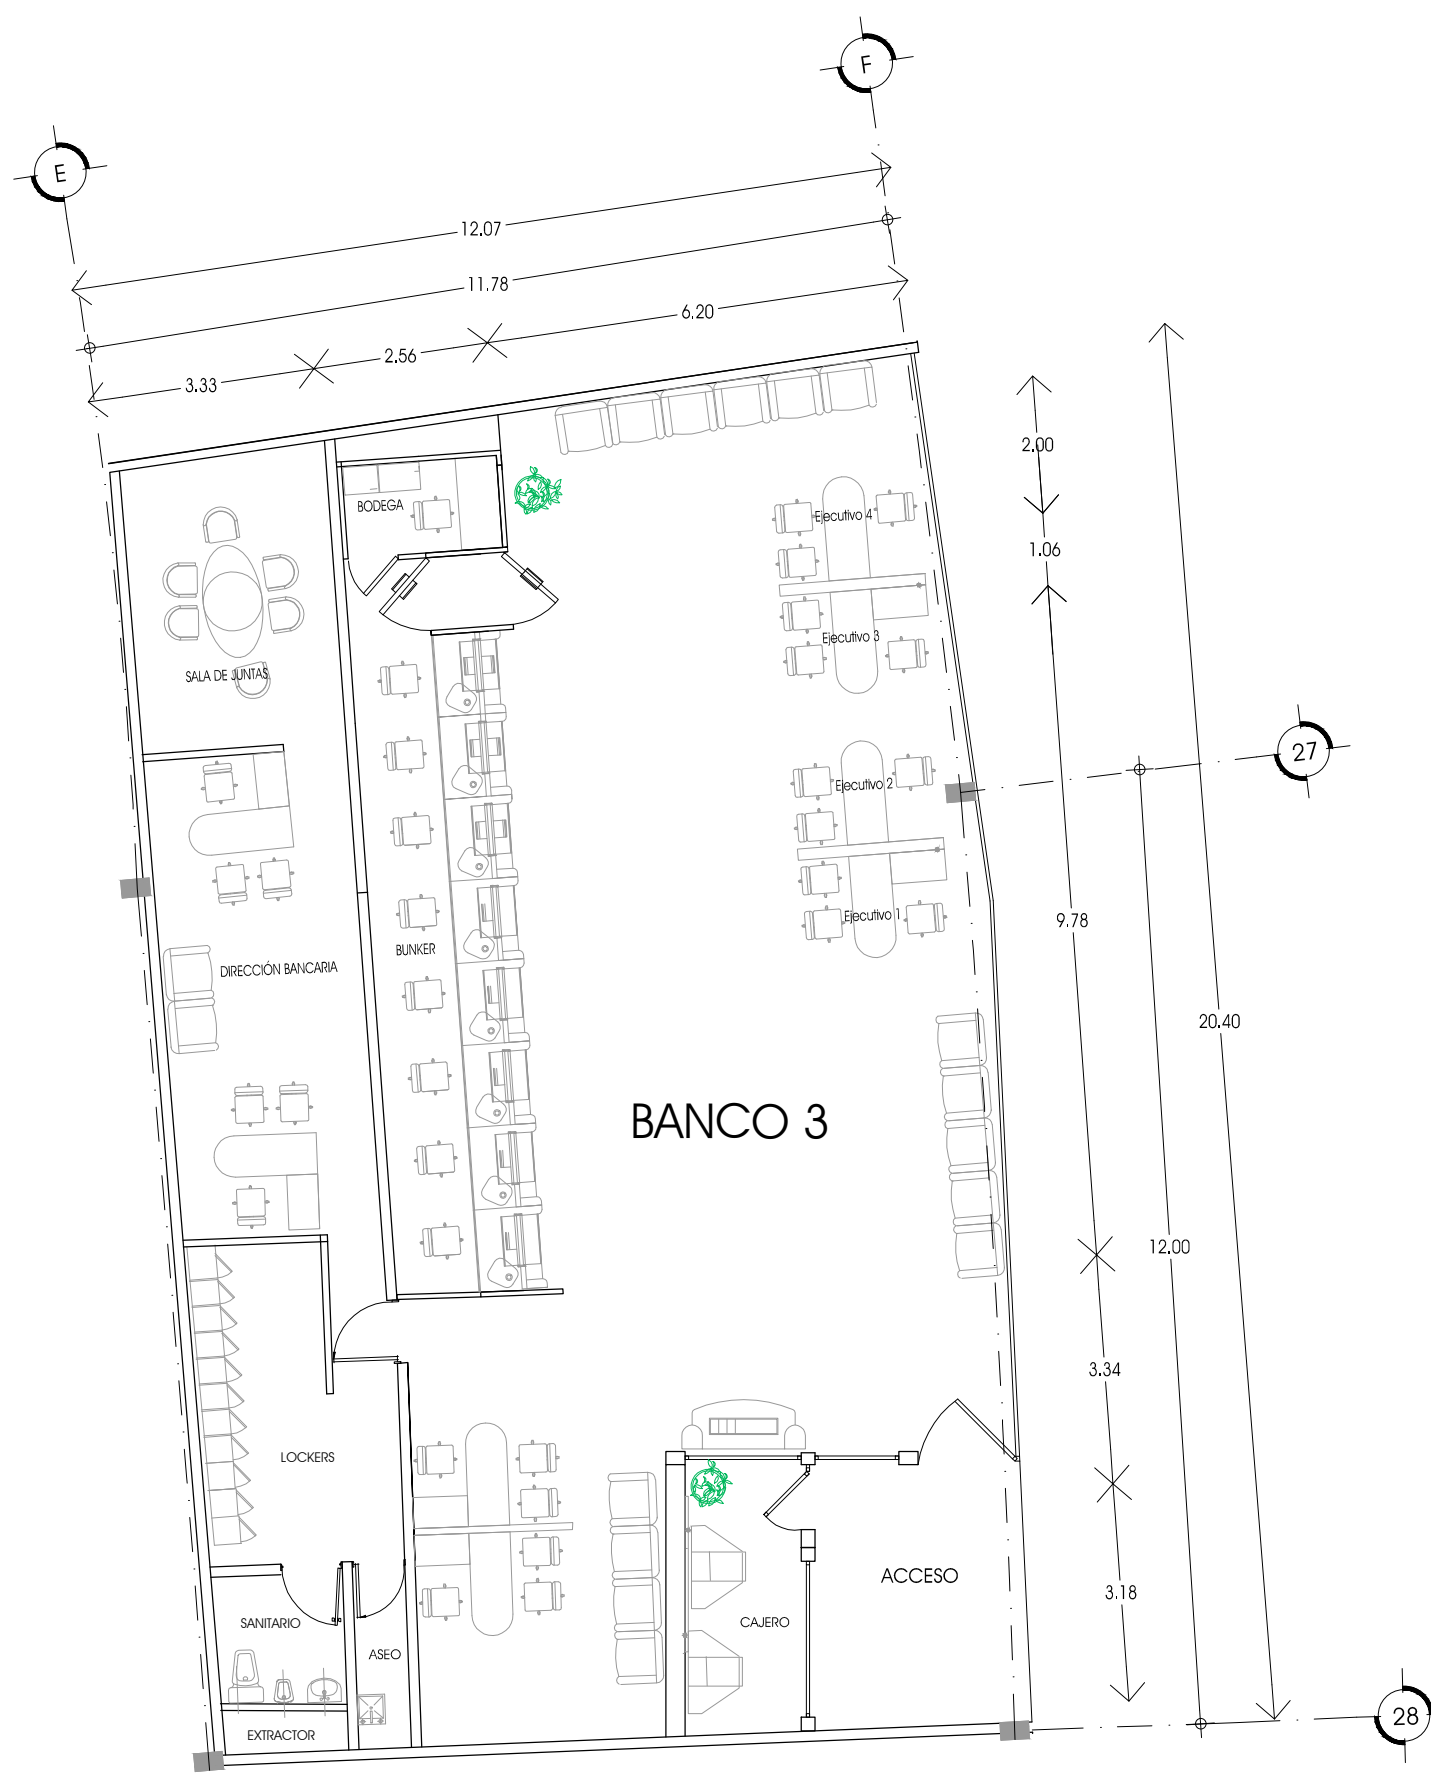 F
E
12.07
11.78
6.20
2.56
3.33
2.00
BODEGA
Ejecutivo 4
1.06
Ejecutivo 3
SALA DE JUNTAS
27
Ejecutivo 2
9.78
Ejecutivo 1
BUNKER
DIRECCIÓN BANCARIA
20.40
BANCO 3
12.00
3.34
LOCKERS
ACCESO
3.18
SANITARIO
CAJERO
ASEO
28
EXTRACTOR